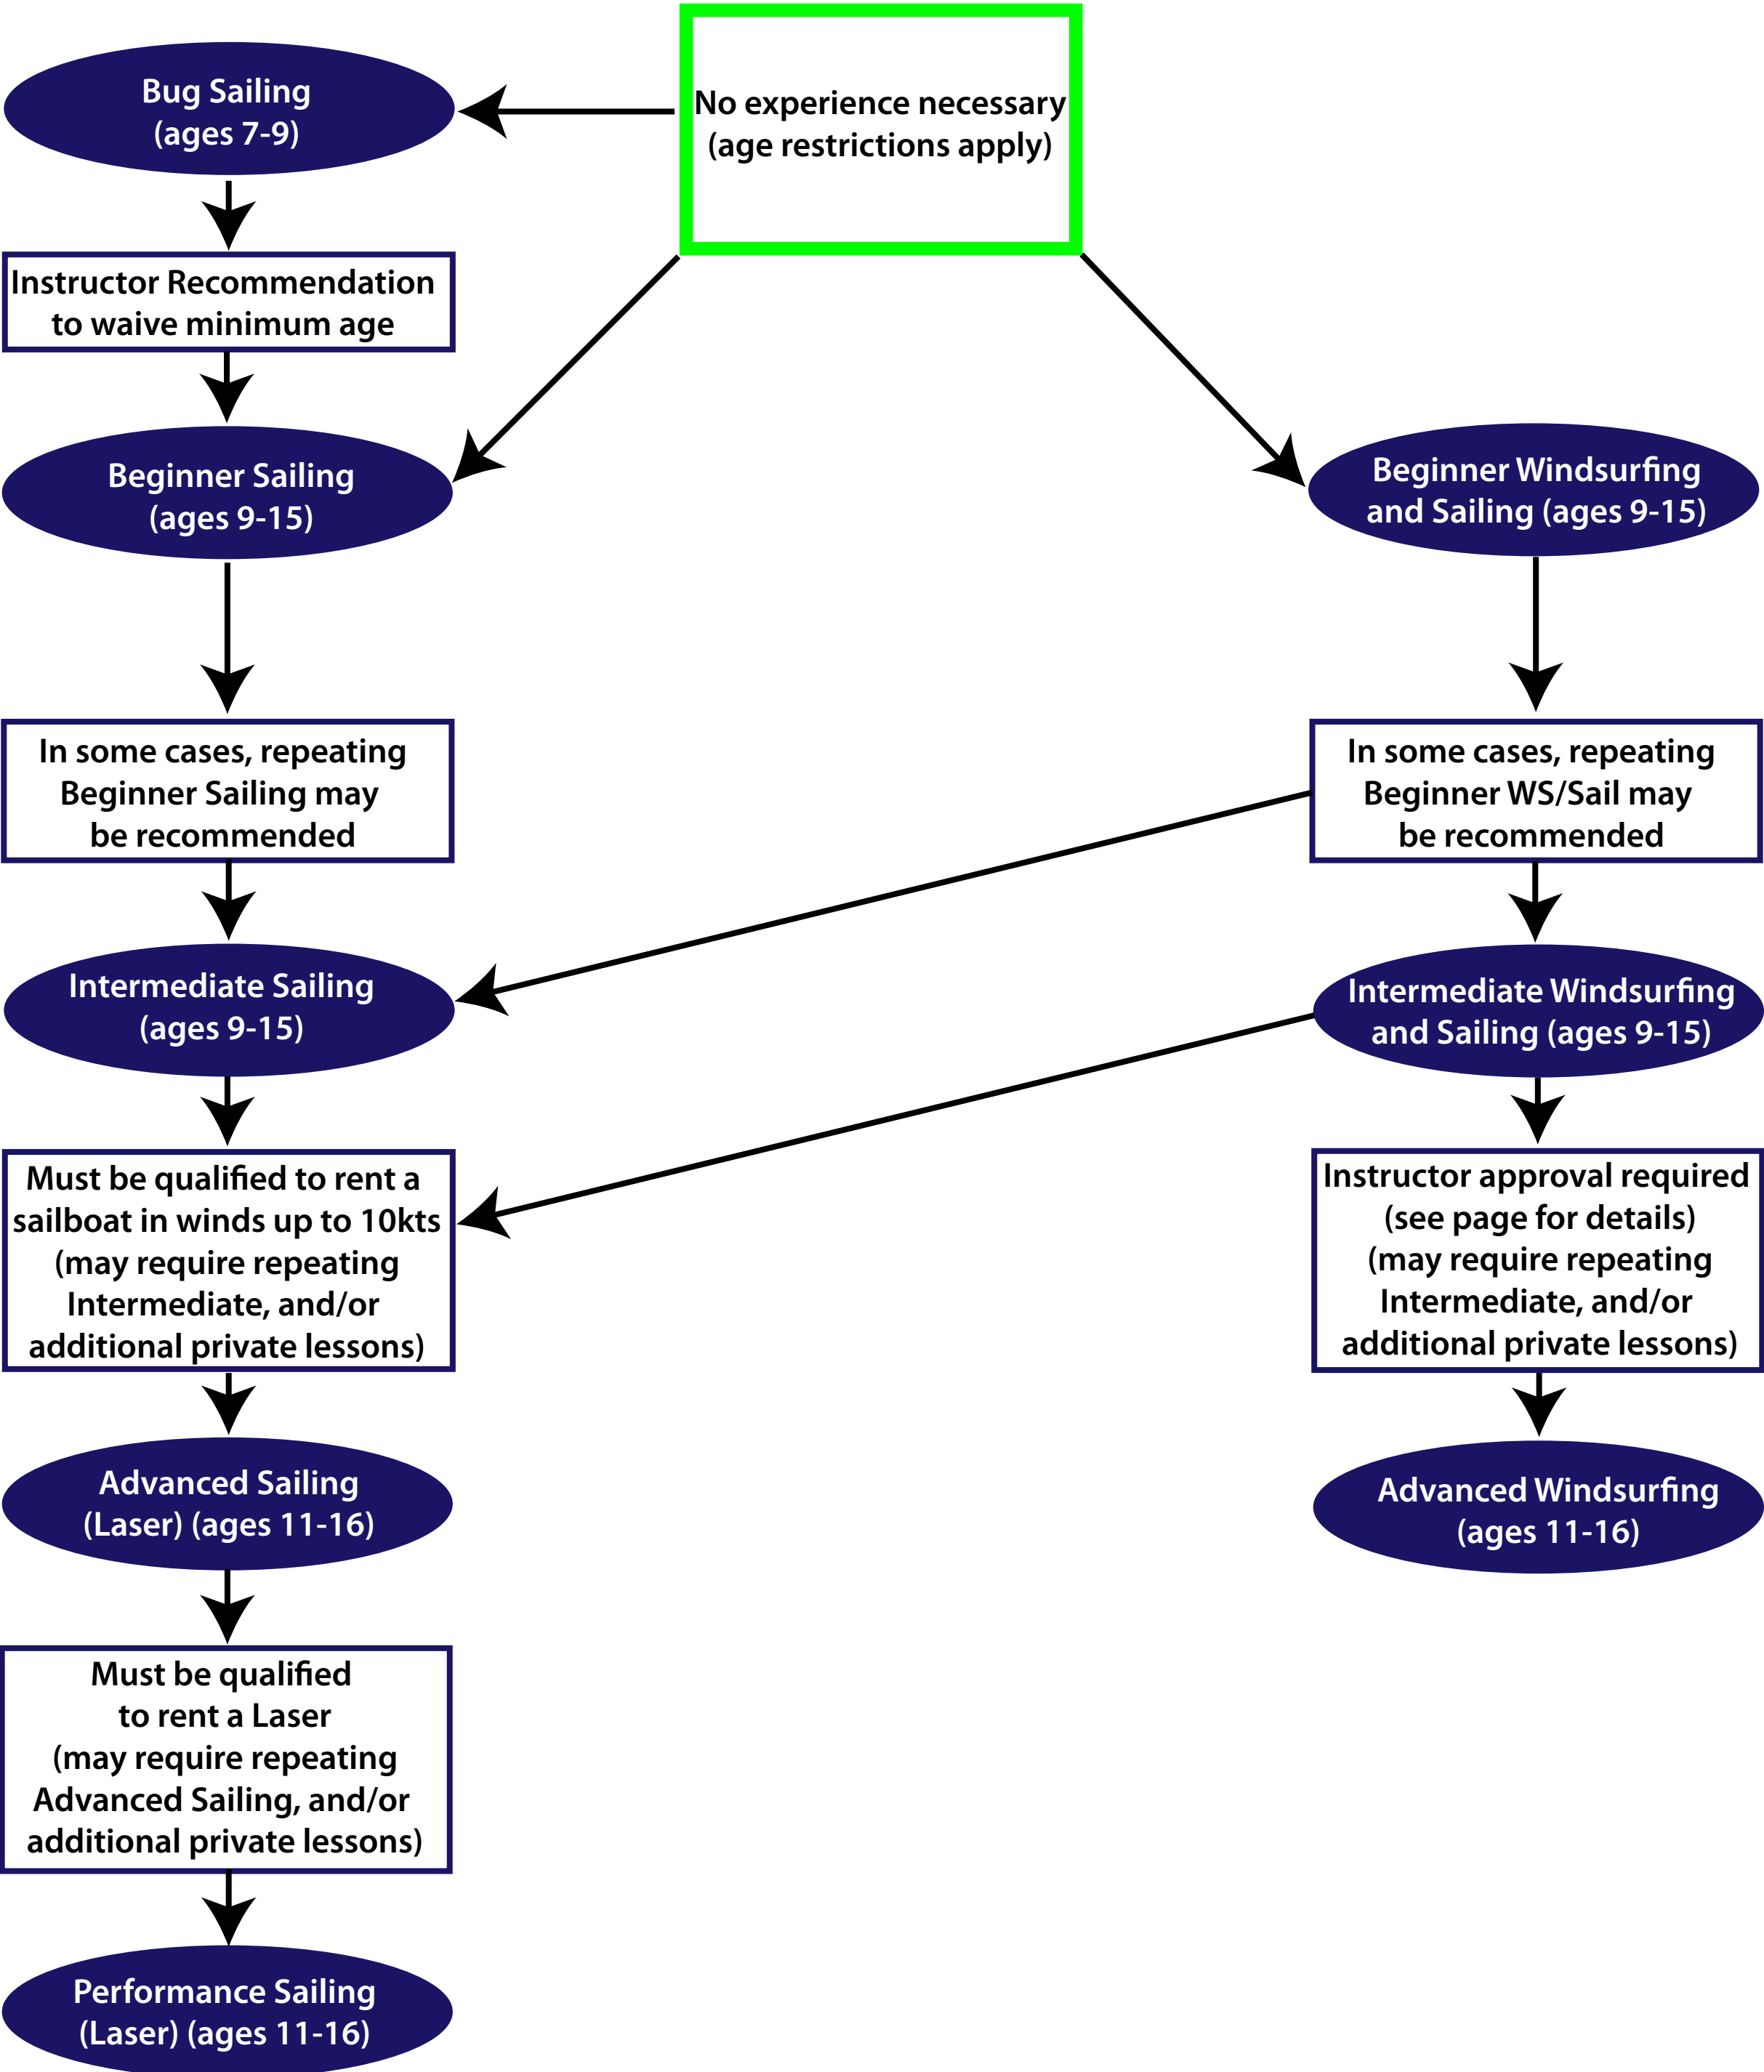 Bug Sailing
(ages 7-9)
No experience necessary
(age restrictions apply)
Instructor Recommendation
to waive minimum age
Beginner Sailing
(ages 9-15)
Beginner Windsurfing
and Sailing (ages 9-15)
In some cases, repeating
Beginner Sailing may
be recommended
In some cases, repeating
Beginner WS/Sail may
be recommended
Intermediate Sailing
(ages 9-15)
Intermediate Windsurfing
and Sailing (ages 9-15)
Must be qualified to rent a
sailboat in winds up to 10kts
(may require repeating
Intermediate, and/or
additional private lessons)
Instructor approval required
(see page for details)
(may require repeating
Intermediate, and/or
additional private lessons)
Advanced Sailing
(Laser) (ages 11-16)
Advanced Windsurfing
(ages 11-16)
Must be qualified
to rent a Laser
(may require repeating
Advanced Sailing, and/or
additional private lessons)
Performance Sailing
(Laser) (ages 11-16)